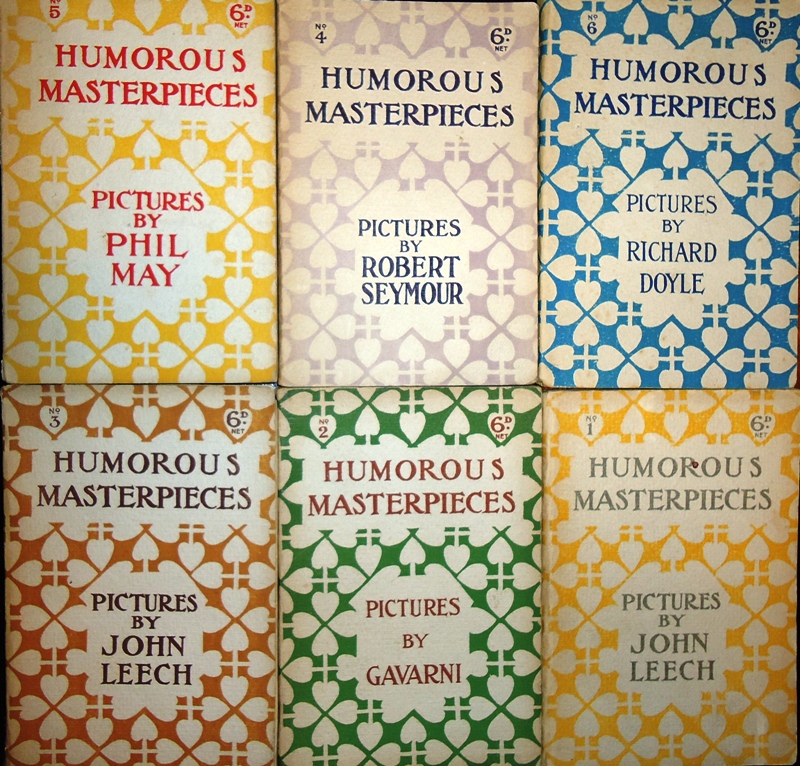 5
6D. NET
HUMOROUS
MASTERPIECES
PICTURES
BY
PHIL
MAY
No 4
6D. NET
HUMOROUS
MASTERPIECES
PICTURES
BY
ROBERT
SEYMOUR
No 6
6D. NET
HUMOROUS
MASTERPIECES
PICTURES
BY
RICHARD
DOYLE
No 3
6D. NET
HUMOROUS
MASTERPIECES
PICTURES
BY
JOHN
LEECH
No 2
6D. NET
HUMOROUS
MASTERPIECES
PICTURES
BY
GAVARNI
No 1
6D. NET
HUMOROUS
MASTERPIECES
PICTURES
BY
JOHN
LEECH